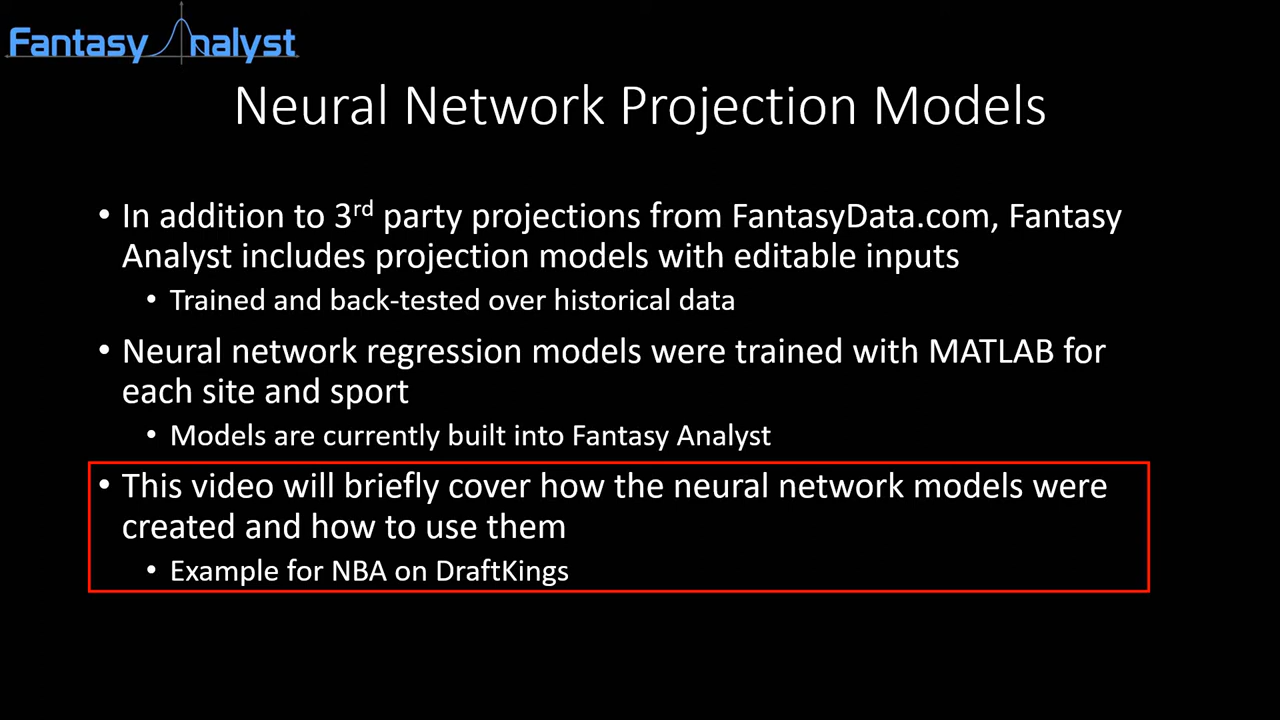 Fantasy Analyst
Neural Network Projection Models
• In addition to 3rd party projections from FantasyData.com, Fantasy
Analyst includes projection models with editable inputs
• Trained and back-tested over historical data
• Neural network regression models were trained with MATLAB for
each site and sport
• Models are currently built into Fantasy Analyst
• This video will briefly cover how the neural network models were
created and how to use them
• Example for NBA on DraftKings